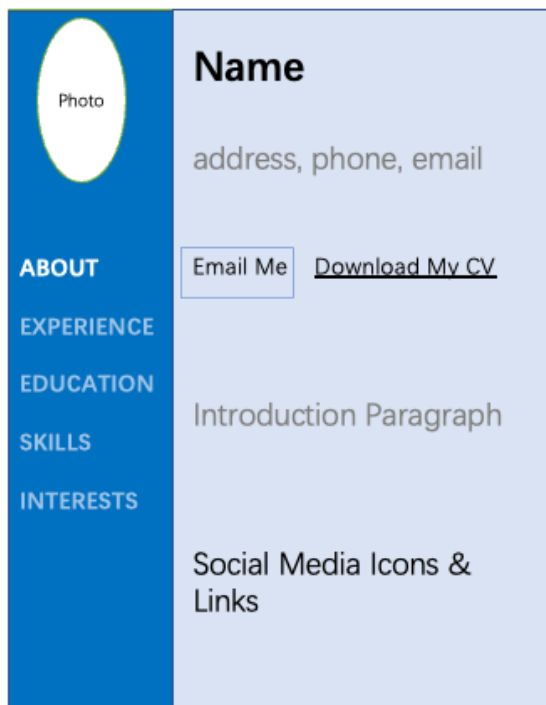 Photo
ABOUT
EXPERIENCE
EDUCATION
SKILLS
INTERESTS
Name
address, phone, email
Email Me
Download My CV
Introduction Paragraph
Social Media Icons &
Links